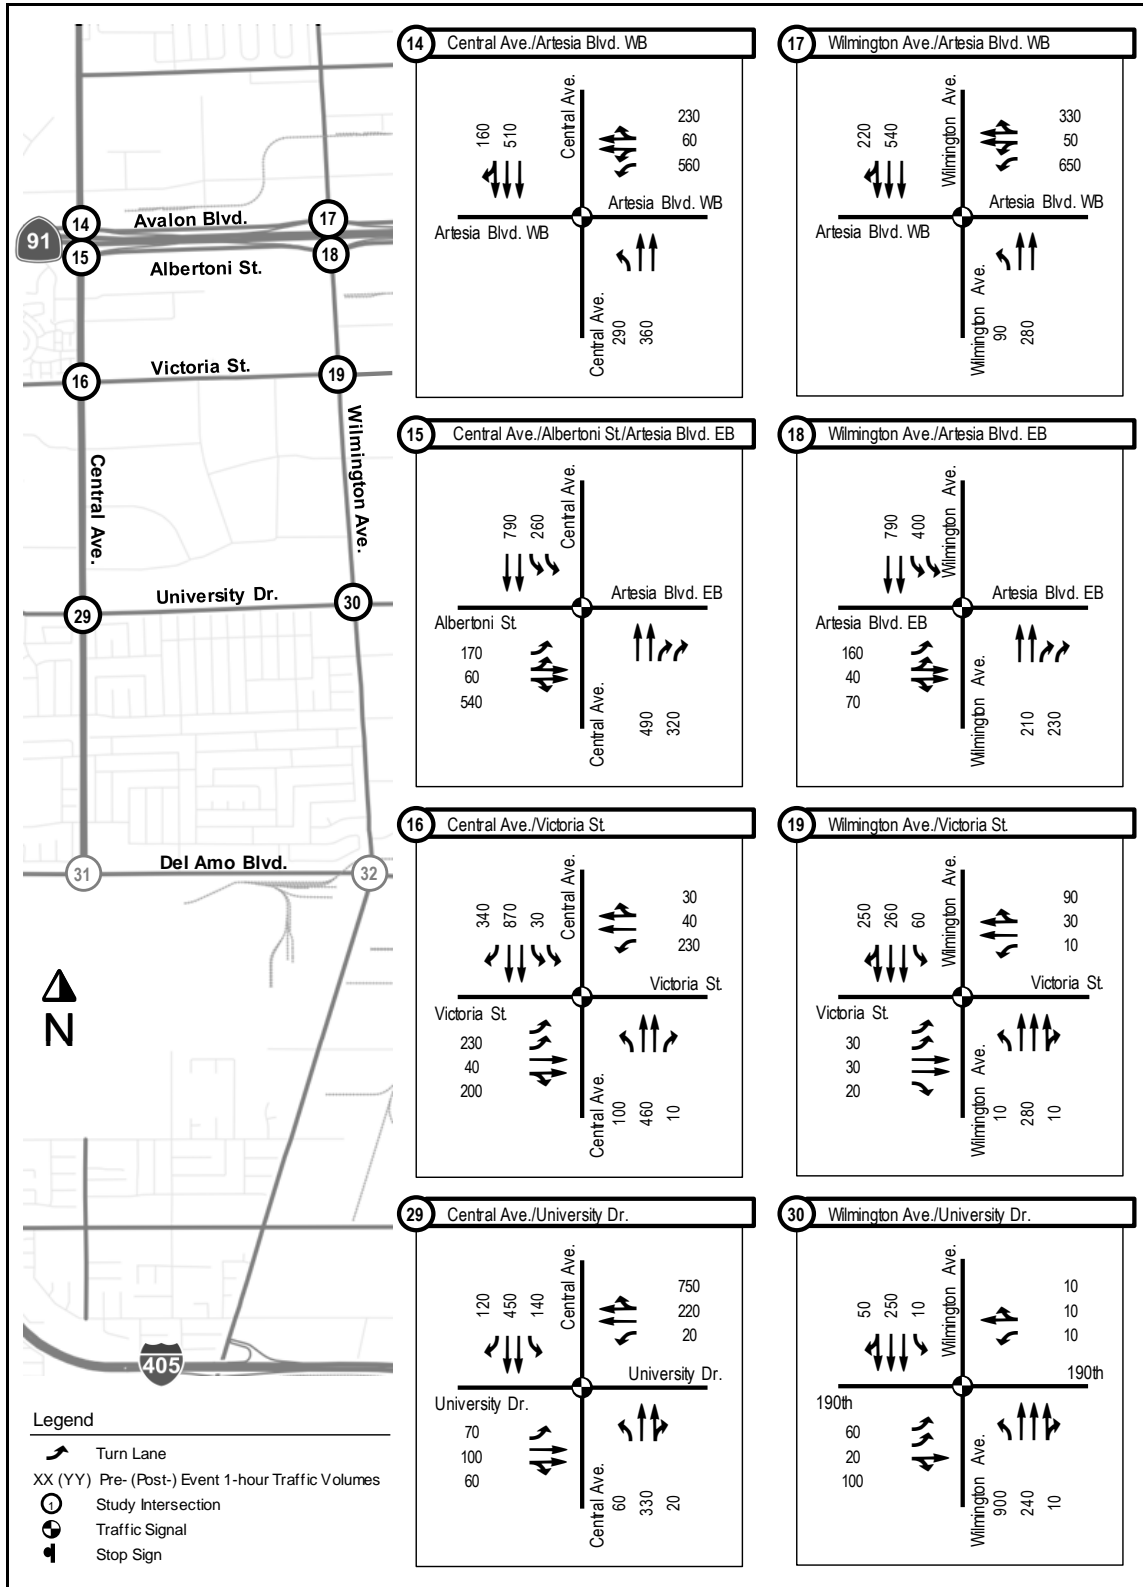 91
14
17
15
18
16
19
29
30
31
32
Avalon Blvd.
Albertoni St.
Victoria St.
Central Ave.
Wilmington Ave.
University Dr.
Del Amo Blvd.
N
405
Legend
Turn Lane
XX (YY) Pre- (Post-) Event 1-hour Traffic Volumes
1 Study Intersection
Traffic Signal
Stop Sign
14 Central Ave./Artesia Blvd. WB
160 510
Central Ave.
230
60
560
Artesia Blvd. WB
Artesia Blvd. WB
Central Ave.
290 360
17 Wilmington Ave./Artesia Blvd. WB
220 540
Wilmington Ave.
330
50
650
Artesia Blvd. WB
Artesia Blvd. WB
Wilmington Ave.
90 280
15 Central Ave./Albertoni St./Artesia Blvd. EB
790 260
Central Ave.
Artesia Blvd. EB
Albertoni St.
170
60
540
Central Ave.
490 320
18 Wilmington Ave./Artesia Blvd. EB
790 400
Wilmington Ave.
Artesia Blvd. EB
Artesia Blvd. EB
160
40
70
Wilmington Ave.
210 230
16 Central Ave./Victoria St.
340 870 30
Central Ave.
30
40
230
Victoria St.
Victoria St.
230
40
200
Central Ave.
100 460 10
19 Wilmington Ave./Victoria St.
250 260 60
Wilmington Ave.
90
30
10
Victoria St.
Victoria St.
30
30
20
Wilmington Ave.
10 280 10
29 Central Ave./University Dr.
120 450 140
Central Ave.
750
220
20
University Dr.
University Dr.
70
100
60
Central Ave.
60 330 20
30 Wilmington Ave./University Dr.
50 250 10
Wilmington Ave.
10
10
10
190th
190th
60
20
100
Wilmington Ave.
900 240 10